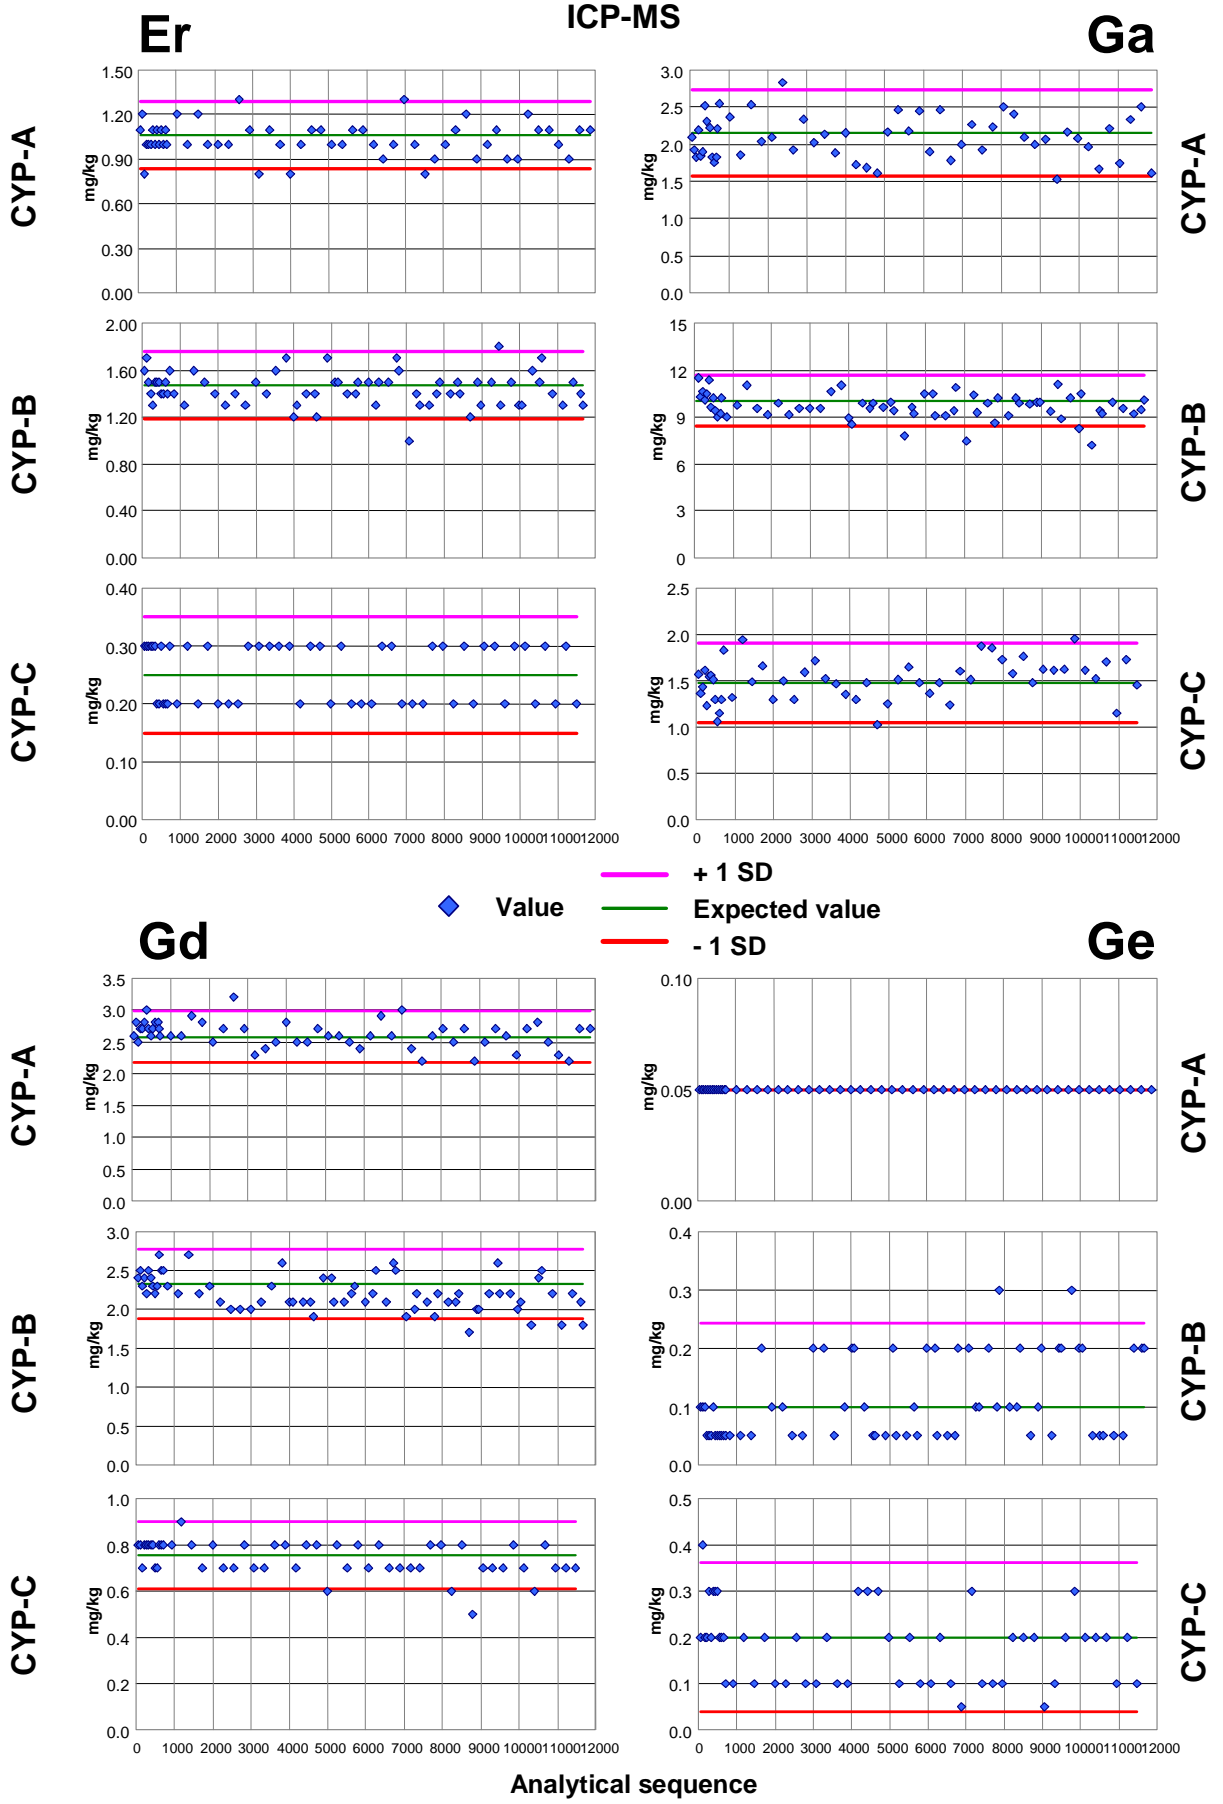 ICP-MS
Er
Ga
CYP-A
mg/kg
1.50
1.20
0.90
0.60
0.30
0.00
CYP-A
mg/kg
3.0
2.5
2.0
1.5
1.0
0.5
0.0
CYP-B
mg/kg
2.00
1.60
1.20
0.80
0.40
0.00
CYP-B
mg/kg
15
12
9
6
3
0
CYP-C
mg/kg
0.40
0.30
0.20
0.10
0.00
0 1000 2000 3000 4000 5000 6000 7000 8000 9000 10000 11000 12000
CYP-C
mg/kg
2.5
2.0
1.5
1.0
0.5
0.0
0 1000 2000 3000 4000 5000 6000 7000 8000 9000 10000 11000 12000
Value
+ 1 SD
Expected value
- 1 SD
Gd
Ge
CYP-A
mg/kg
3.5
3.0
2.5
2.0
1.5
1.0
0.5
0.0
CYP-A
mg/kg
0.10
0.05
0.00
CYP-B
mg/kg
3.0
2.5
2.0
1.5
1.0
0.5
0.0
CYP-B
mg/kg
0.4
0.3
0.2
0.1
0.0
CYP-C
mg/kg
1.0
0.8
0.6
0.4
0.2
0.0
0 1000 2000 3000 4000 5000 6000 7000 8000 9000 10000 11000 12000
CYP-C
mg/kg
0.5
0.4
0.3
0.2
0.1
0.0
0 1000 2000 3000 4000 5000 6000 7000 8000 9000 10000 11000 12000
Analytical sequence